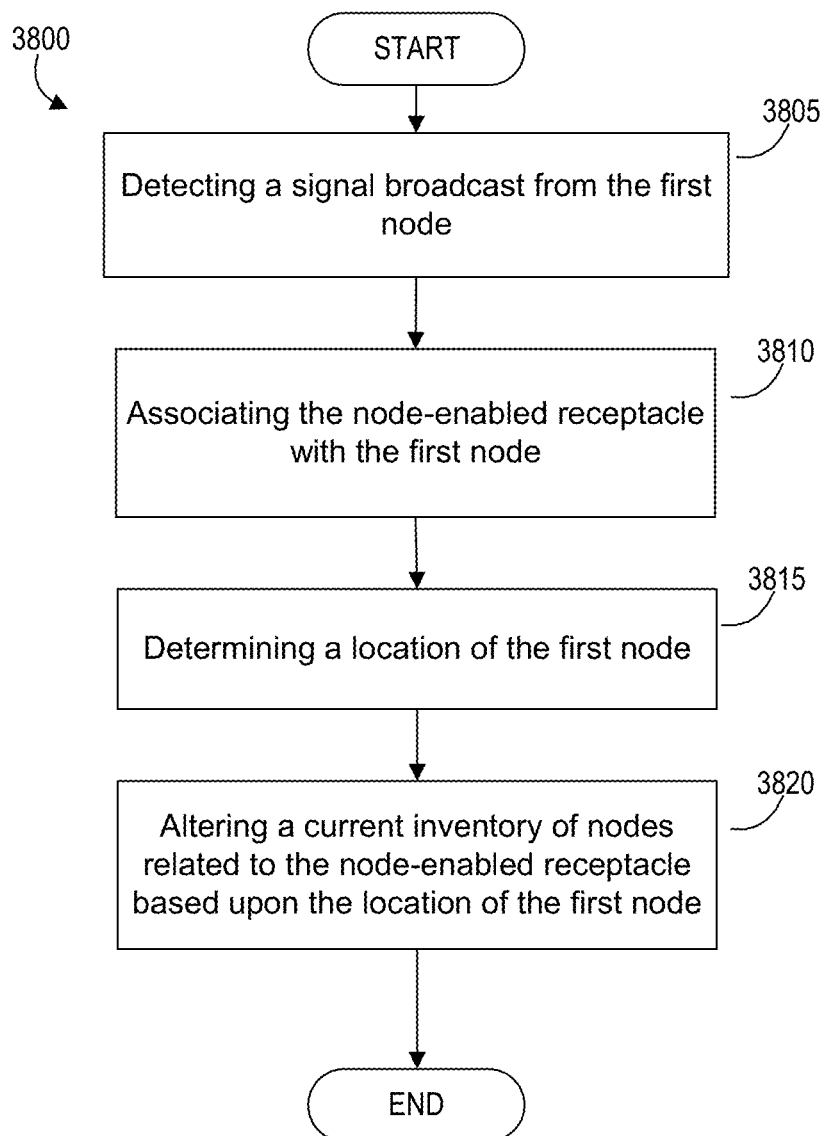 3800
START
3805
Detecting a signal broadcast from the first
node
3810
Associating the node-enabled receptacle
with the first node
3815
Determining a location of the first node
3820
Altering a current inventory of nodes
related to the node-enabled receptacle
based upon the location of the first node
END